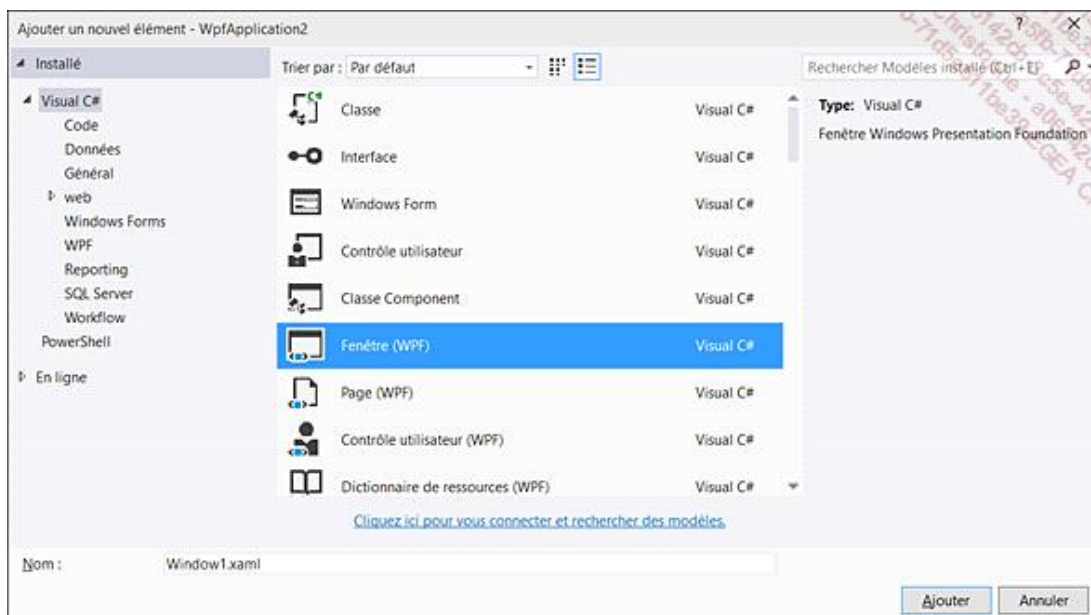 Ajouter un nouvel élément - WpfApplication2
? ×
Installé
Trier par : Par défaut
Rechercher Modèles installé (Ctrl+E)
Visual C#
Code
Données
Général
web
Windows Forms
WPF
Reporting
SQL Server
Workflow
PowerShell
En ligne
Classe Visual C#
Interface Visual C#
Windows Form Visual C#
Contrôle utilisateur Visual C#
Classe Component Visual C#
Fenêtre (WPF) Visual C#
Page (WPF) Visual C#
Contrôle utilisateur (WPF) Visual C#
Dictionnaire de ressources (WPF) Visual C#
Cliquez ici pour vous connecter et rechercher des modèles.
Type: Visual C#
Fenêtre Windows Presentation Foundation
Nom : Window1.xaml
Ajouter Annuler